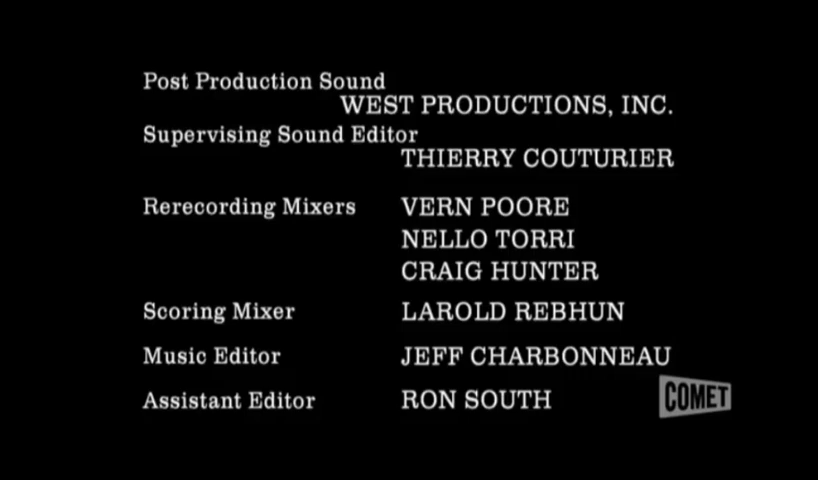 Post Production Sound
WEST PRODUCTIONS, INC.
Supervising Sound Editor
THIERRY COUTURIER
Rerecording Mixers VERN POORE
NELLO TORRI
CRAIG HUNTER
Scoring Mixer LAROLD REBHUN
Music Editor JEFF CHARBONNEAU
Assistant Editor RON SOUTH
COMET